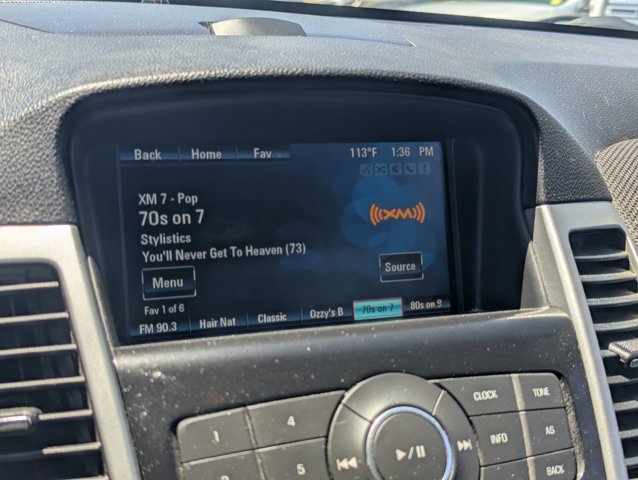 Back Home Fav 113°F 1:36 PM
XM 7 - Pop
70s on 7
((XM))
Stylistics
You'll Never Get To Heaven (73)
Menu Source
Fav 1 of 6
FM 90.3 Hair Nat Classic Ozzy's B 70s on 7 80s on 8
1 4 CLOCK TONE
5 INFO AS
BACK